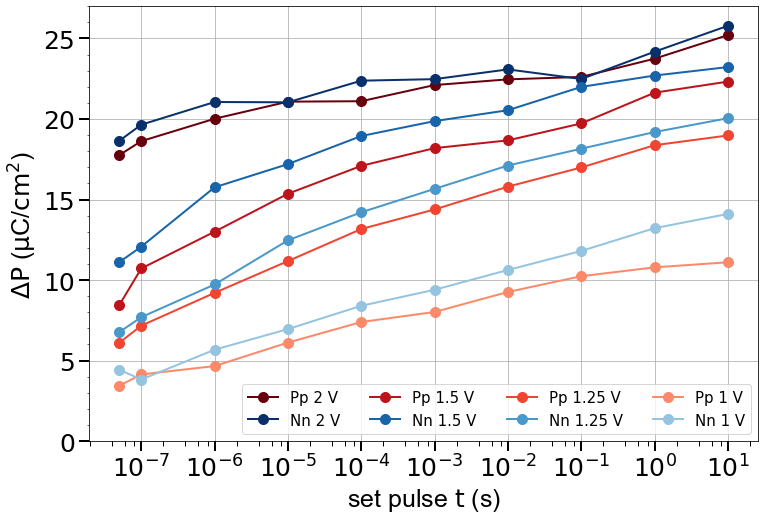 25
20
15
10
5
0
ΔP (µC/cm²)
Pp 2 V
Pp 1.5 V
Pp 1.25 V
Pp 1 V
Nn 2 V
Nn 1.5 V
Nn 1.25 V
Nn 1 V
10⁻⁷ 10⁻⁶ 10⁻⁵ 10⁻⁴ 10⁻³ 10⁻² 10⁻¹ 10⁰ 10¹
set pulse t (s)